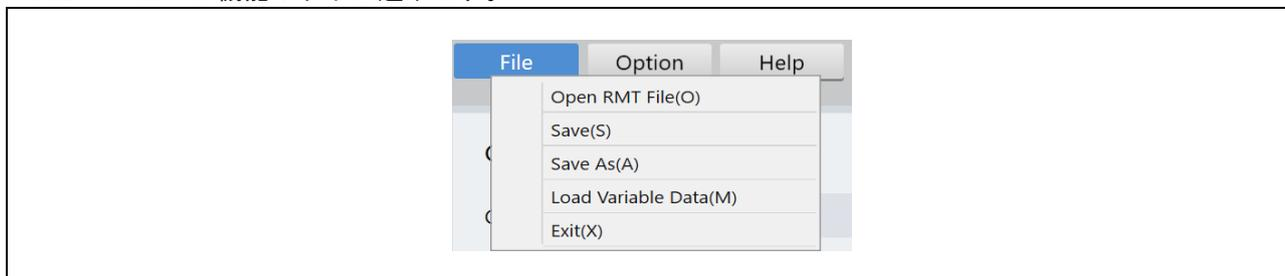 File Option Help
Open RMT File(O)
Save(S)
Save As(A)
Load Variable Data(M)
Exit(X)